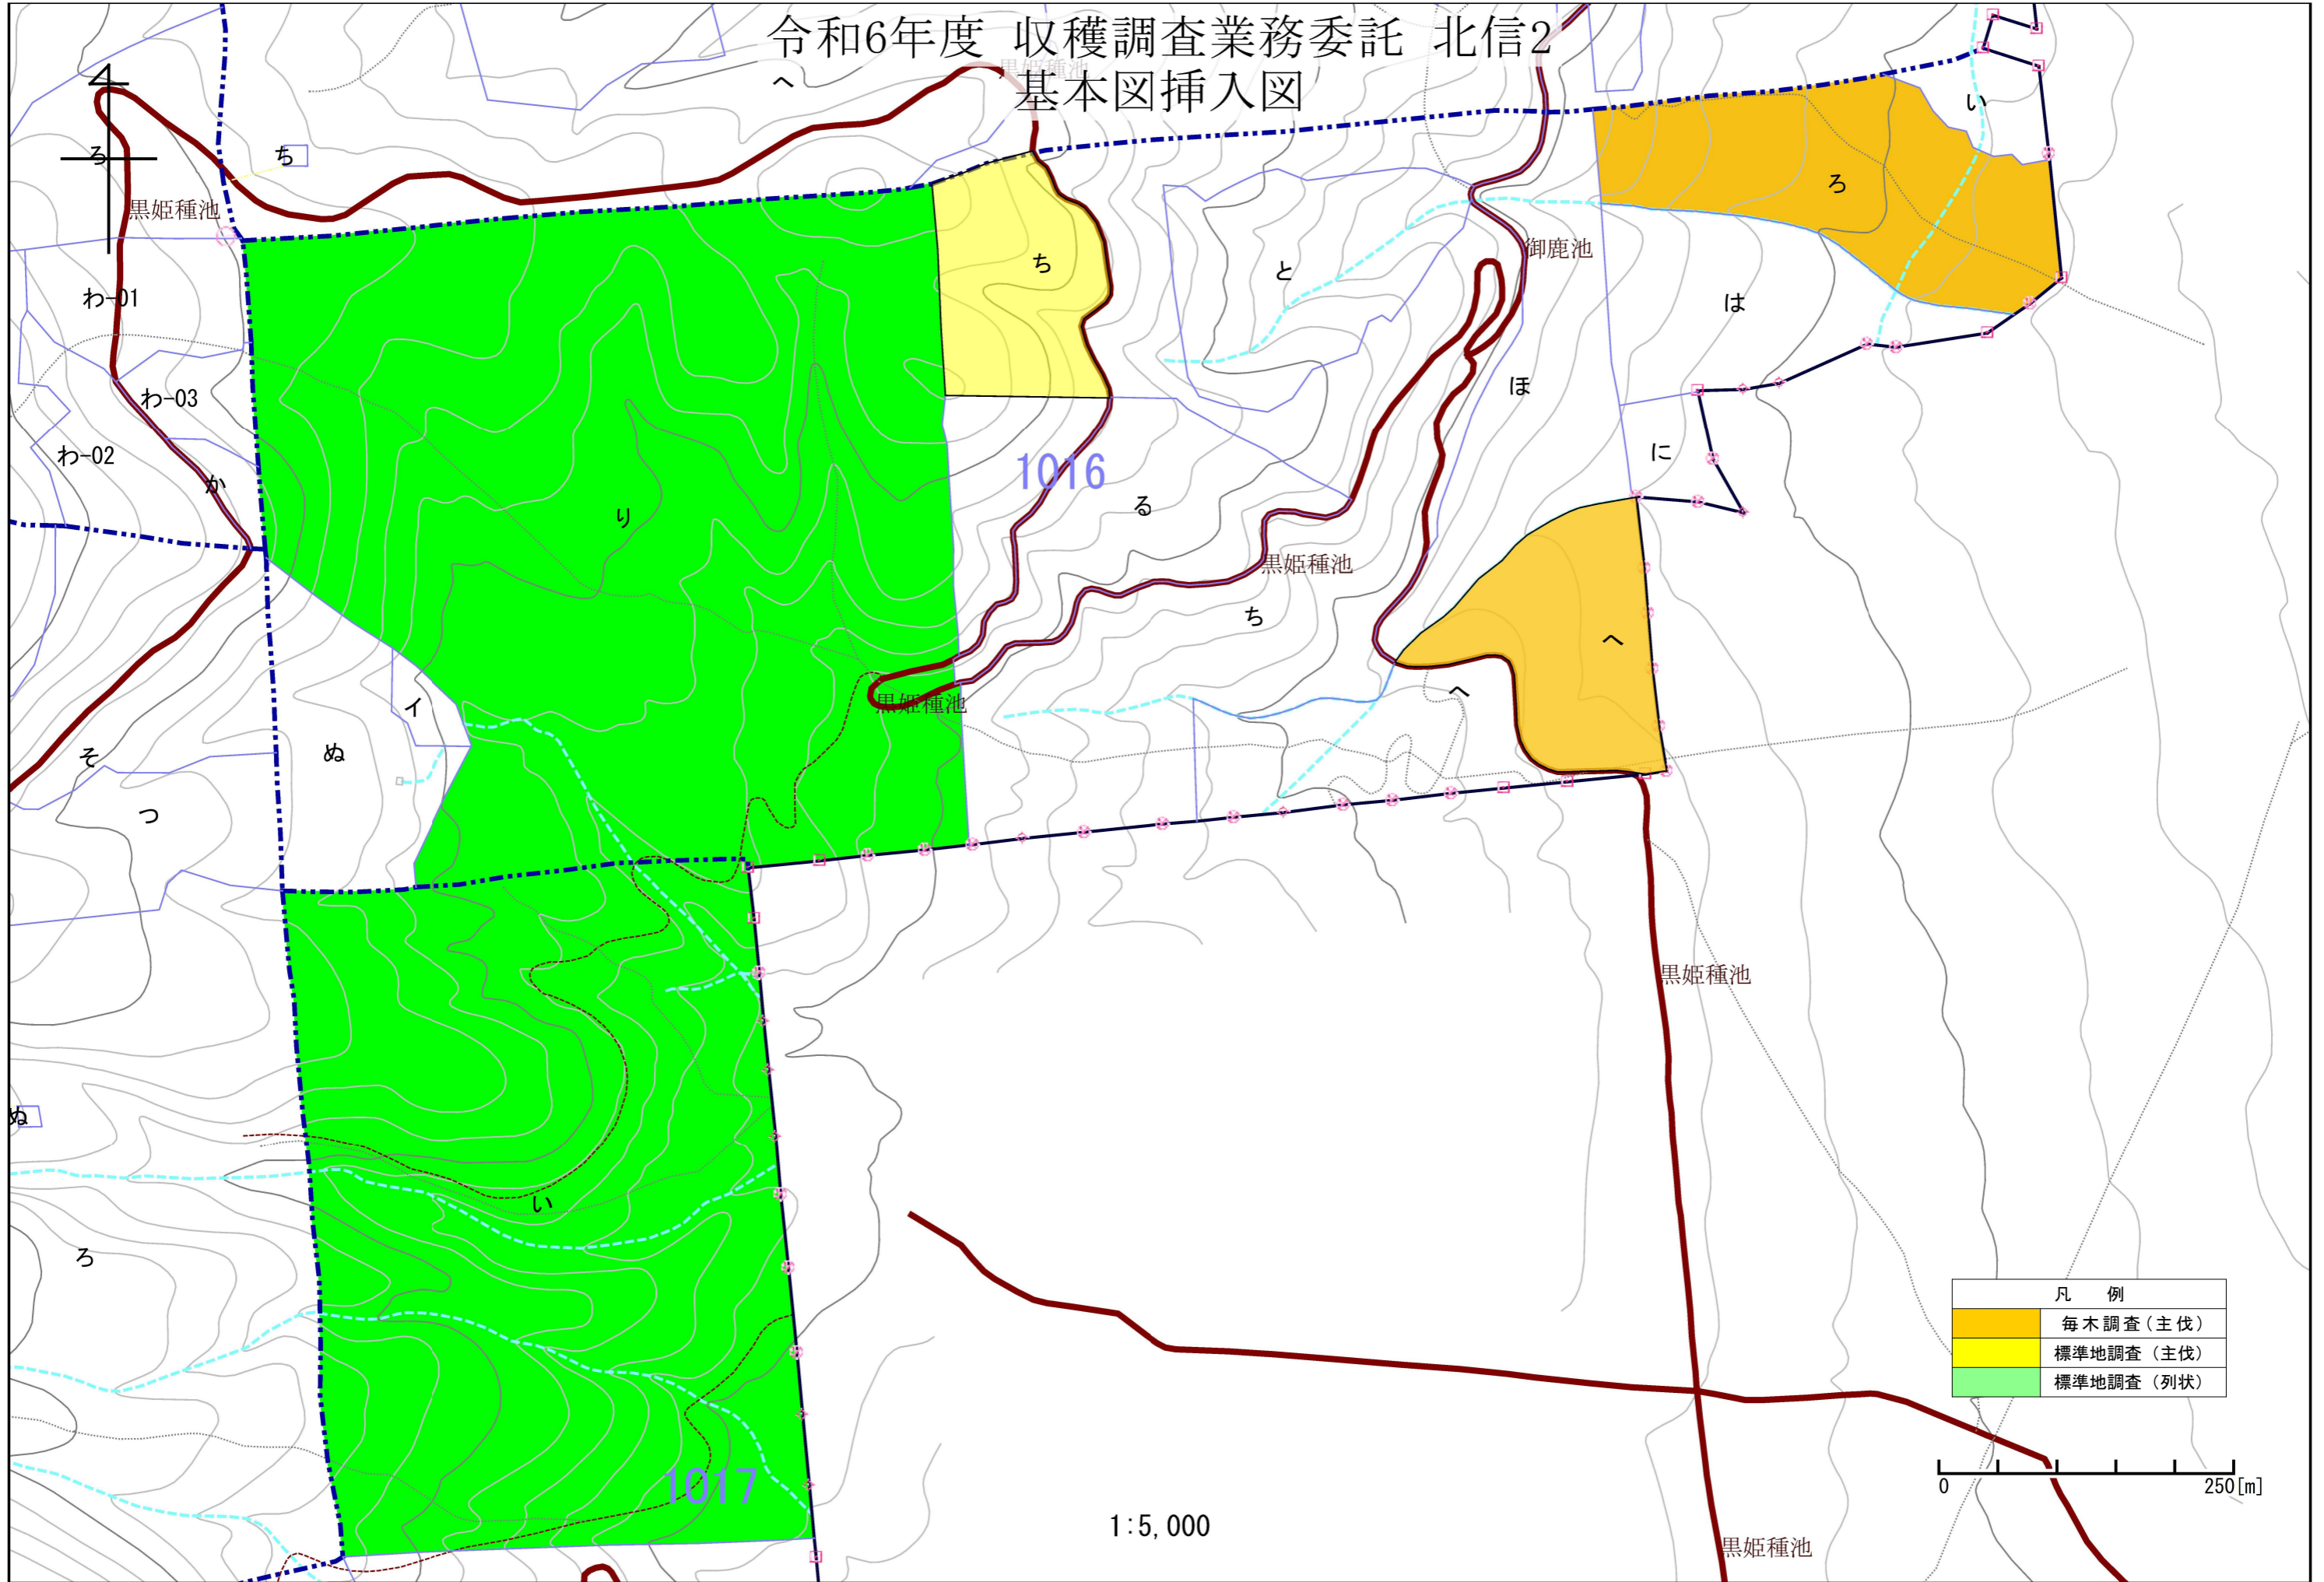 令和6年度 収穫調査業務委託 北信2
基本図挿入図
黒姫種池
へ
い
ろ
ち
ろ
黒姫種池
御鹿池
ち
と
わ-01
は
ほ
わ-03
に
わ-02
1016
か
る
り
黒姫種池
ち
へ
へ
イ
黒姫種池
ぬ
そ
つ
黒姫種池
ぬ
い
ろ
凡 例
毎木調査(主伐)
標準地調査(主伐)
標準地調査(列状)
1017
0 250[m]
1:5,000
黒姫種池